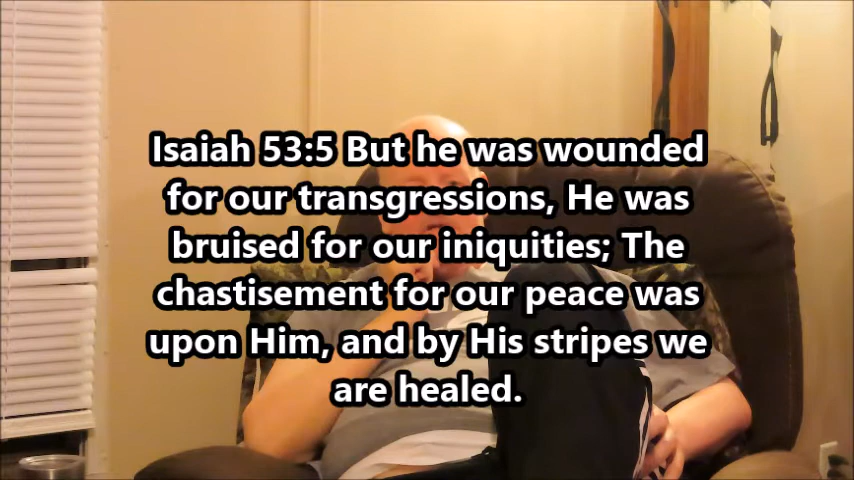 Isaiah 53:5 But he was wounded
for our transgressions, He was
bruised for our iniquities; The
chastisement for our peace was
upon Him, and by His stripes we
are healed.